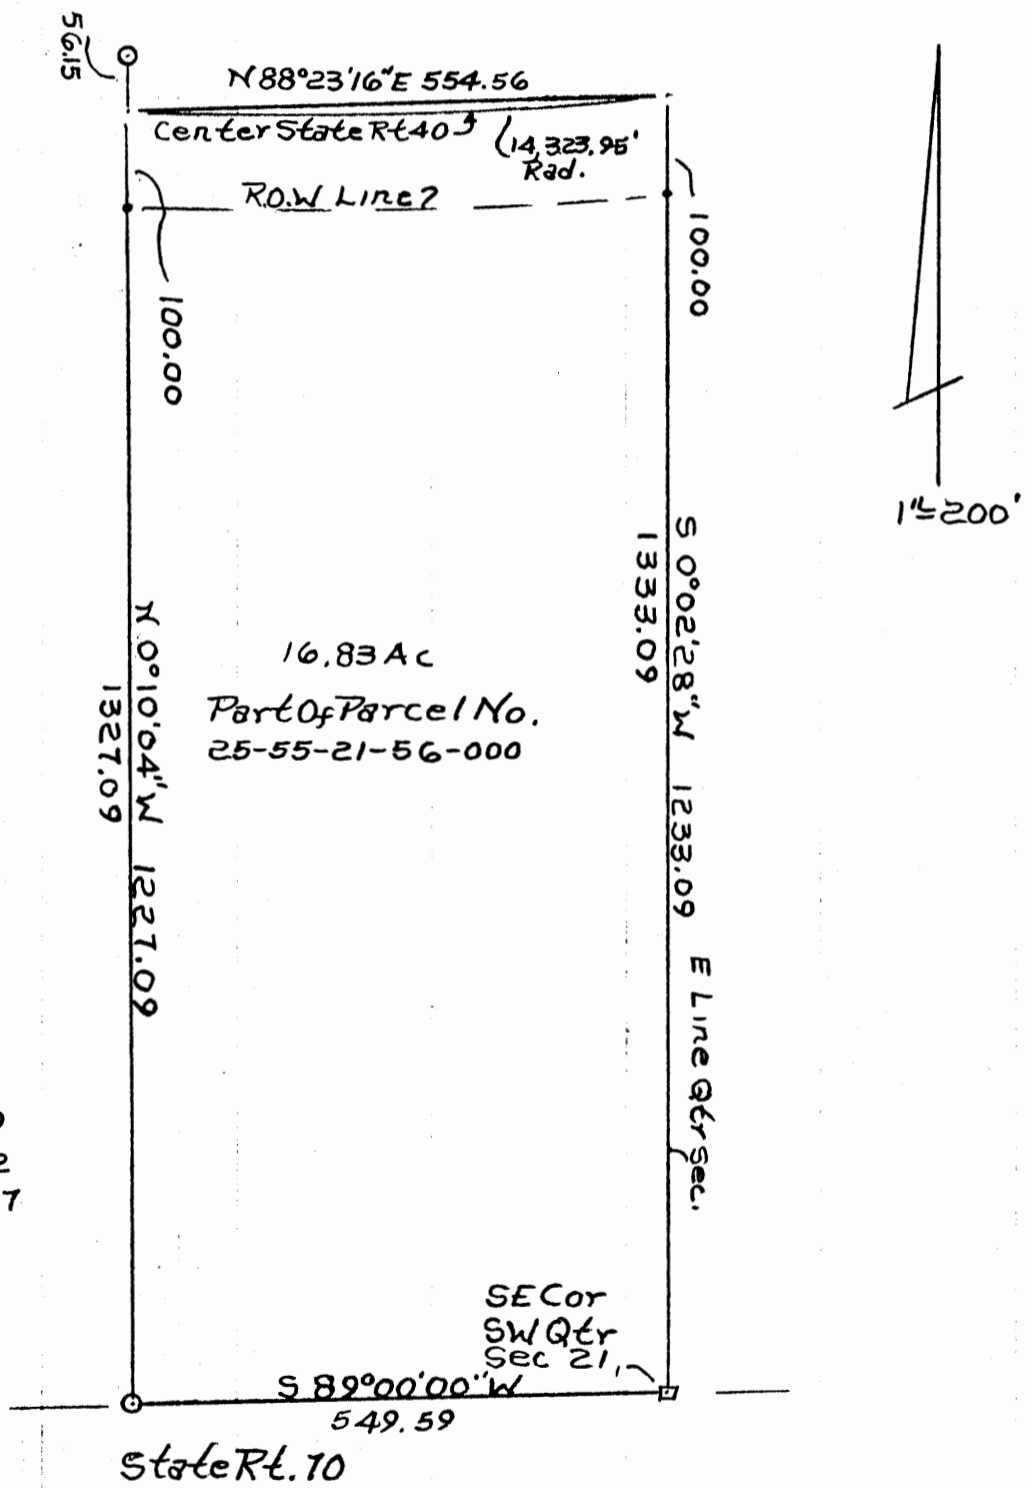 56.15
N 88°23'16"E 554.56
Center State Rt 40
14,323.95'
Rad.
R.O.W Line?
100.00
100.00
1"=200'
S 0°02'28"W 1233.09 E Line Qtr Sec.
1333.09
N 0°10'04"W 1227.09
1327.09
16.83 Ac
Part Of Parcel No.
25-55-21-56-000
7
SE Cor
SW Qtr
Sec 21,
S 89°00'00"W
549.59
State Rt. 10